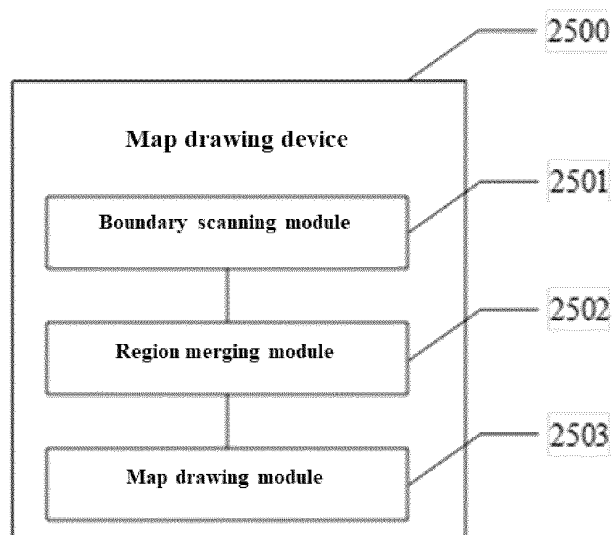 2500
Map drawing device
2501
Boundary scanning module
2502
Region merging module
2503
Map drawing module